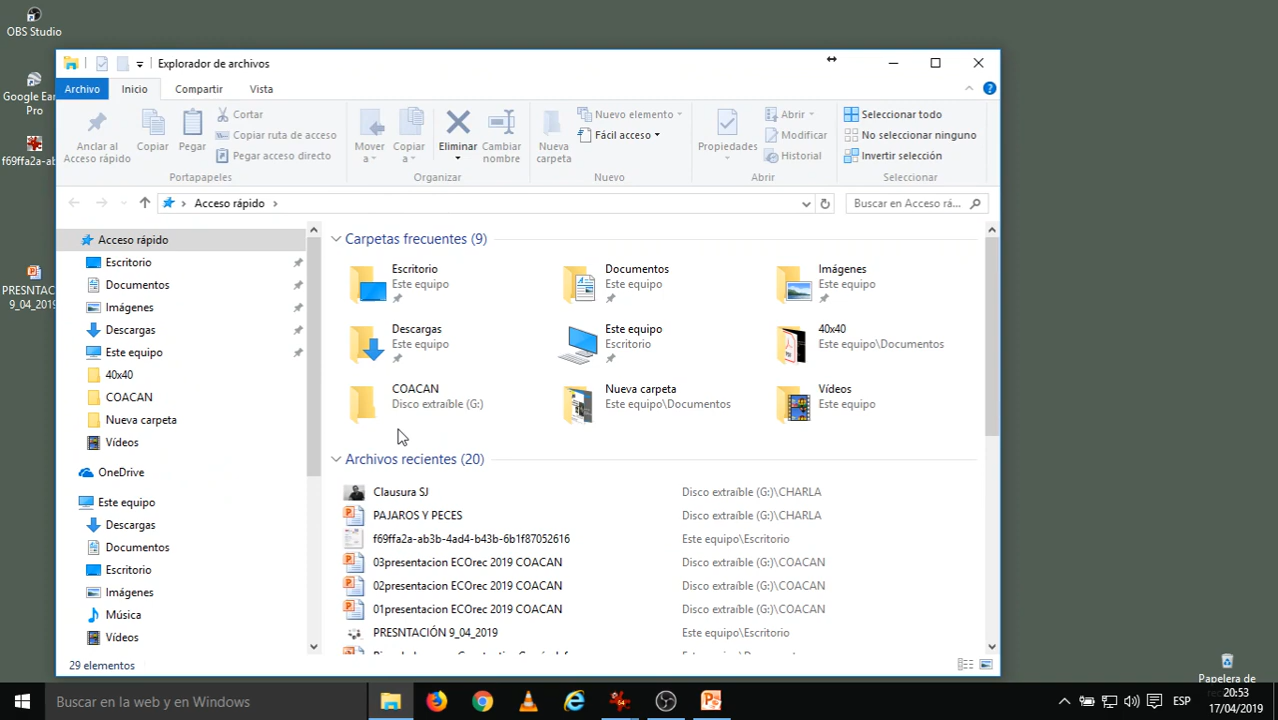 OBS Studio
Google Ear
Pro
f69ffa2a-ab
PRESNTAC
9_04_2019
Explorador de archivos
Archivo Inicio Compartir Vista
Anclar al
Acceso rápido
Copiar
Pegar
Cortar
Copiar ruta de acceso
Pegar acceso directo
Portapapeles
Mover
a
Copiar
a
Eliminar
Cambiar
nombre
Organizar
Nueva
carpeta
Nuevo elemento
Fácil acceso
Nuevo
Propiedades
Abrir
Modificar
Historial
Abrir
Seleccionar todo
No seleccionar ninguno
Invertir selección
Seleccionar
Acceso rápido
Buscar en Acceso rá...
Acceso rápido
Escritorio
Documentos
Imágenes
Descargas
Este equipo
40x40
COACAN
Nueva carpeta
Vídeos
OneDrive
Este equipo
Descargas
Documentos
Escritorio
Imágenes
Música
Vídeos
Carpetas frecuentes (9)
Escritorio
Este equipo
Documentos
Este equipo
Imágenes
Este equipo
Descargas
Este equipo
Este equipo
Escritorio
40x40
Este equipo\Documentos
COACAN
Disco extraíble (G:)
Nueva carpeta
Este equipo\Documentos
Vídeos
Este equipo
Archivos recientes (20)
Clausura SJ Disco extraíble (G:)\CHARLA
PAJAROS Y PECES Disco extraíble (G:)\CHARLA
f69ffa2a-ab3b-4ad4-b43b-6b1f87052616 Este equipo\Escritorio
03presentacion ECOrec 2019 COACAN Disco extraíble (G:)\COACAN
02presentacion ECOrec 2019 COACAN Disco extraíble (G:)\COACAN
01presentacion ECOrec 2019 COACAN Disco extraíble (G:)\COACAN
PRESNTACIÓN 9_04_2019 Este equipo\Escritorio
29 elementos
Papelera de
Buscar en la web y en Windows
ESP
20:53
17/04/2019